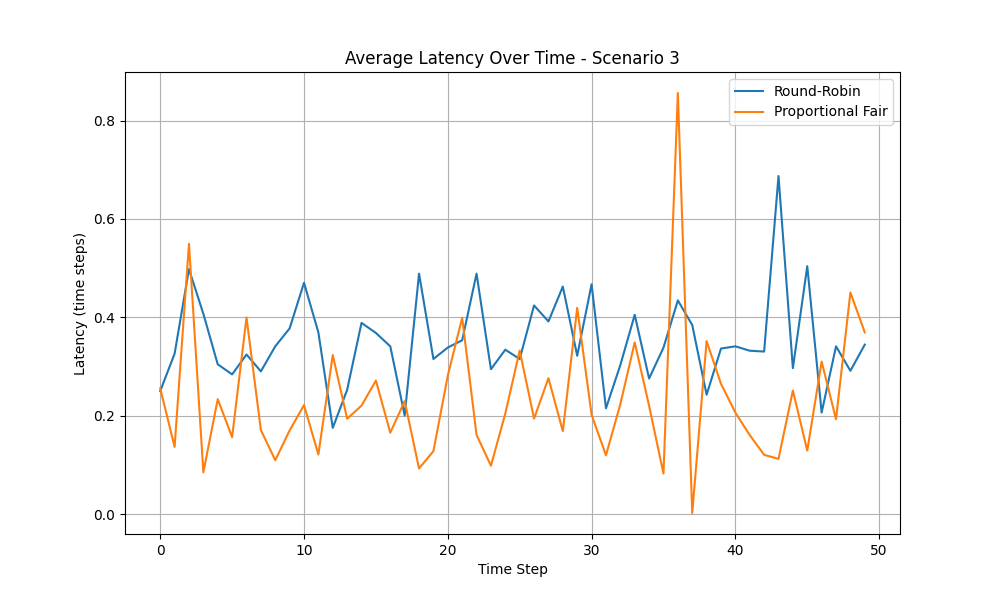 Average Latency Over Time - Scenario 3
Round-Robin
Proportional Fair
Latency (time steps)
0.8
0.6
0.4
0.2
0.0
0 10 20 30 40 50
Time Step